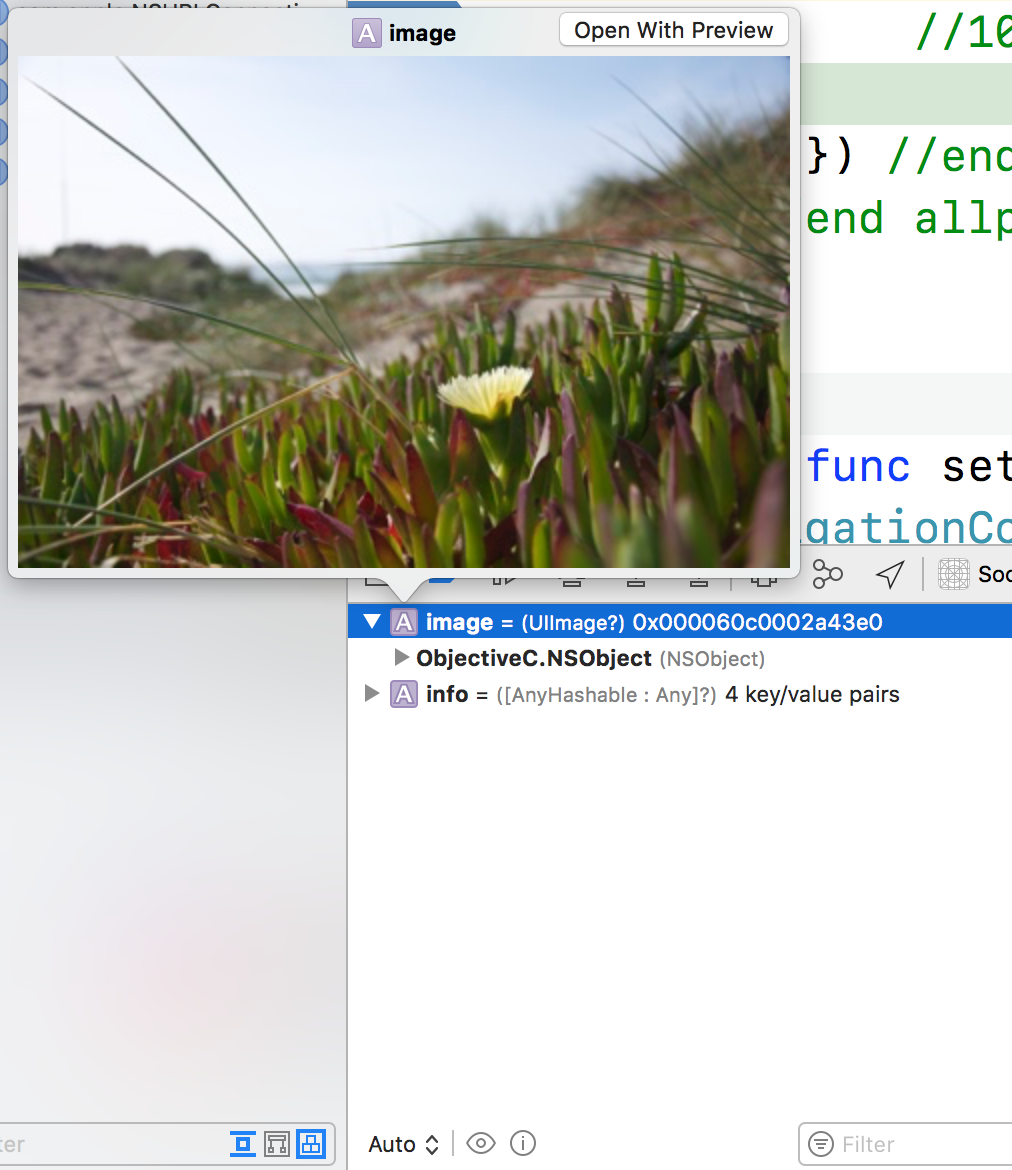 A image
Open With Preview
//10
}) //end
end allp
func set
gationCo
Soc
A image = (UIImage?) 0x000060c0002a43e0
ObjectiveC.NSObject (NSObject)
A info = ([AnyHashable : Any]?) 4 key/value pairs
ter
Auto
Filter